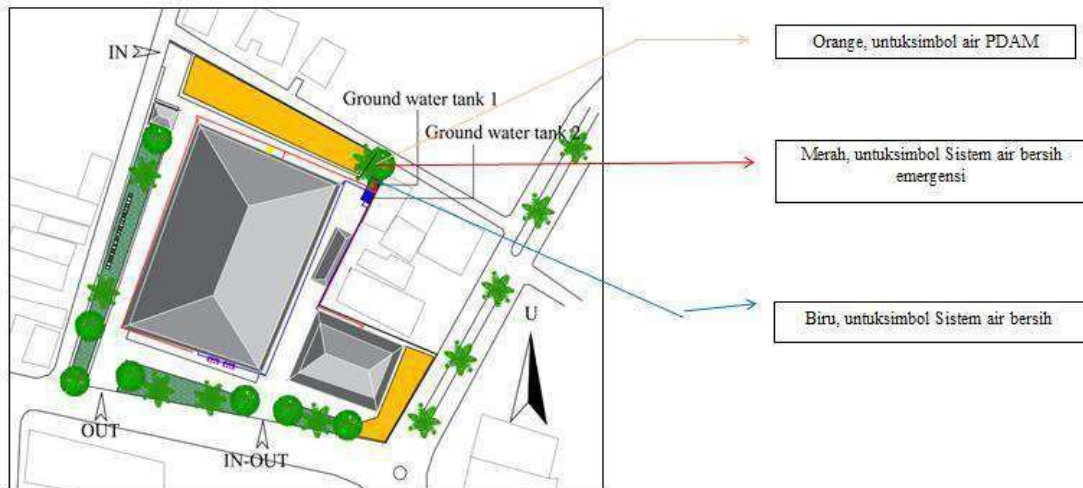 IN
Ground water tank 1
Ground water tank 2
Orange, untuksimbol air PDAM
Merah, untuksimbol Sistem air bersih
emergensi
U
Biru, untuksimbol Sistem air bersih
OUT
IN-OUT